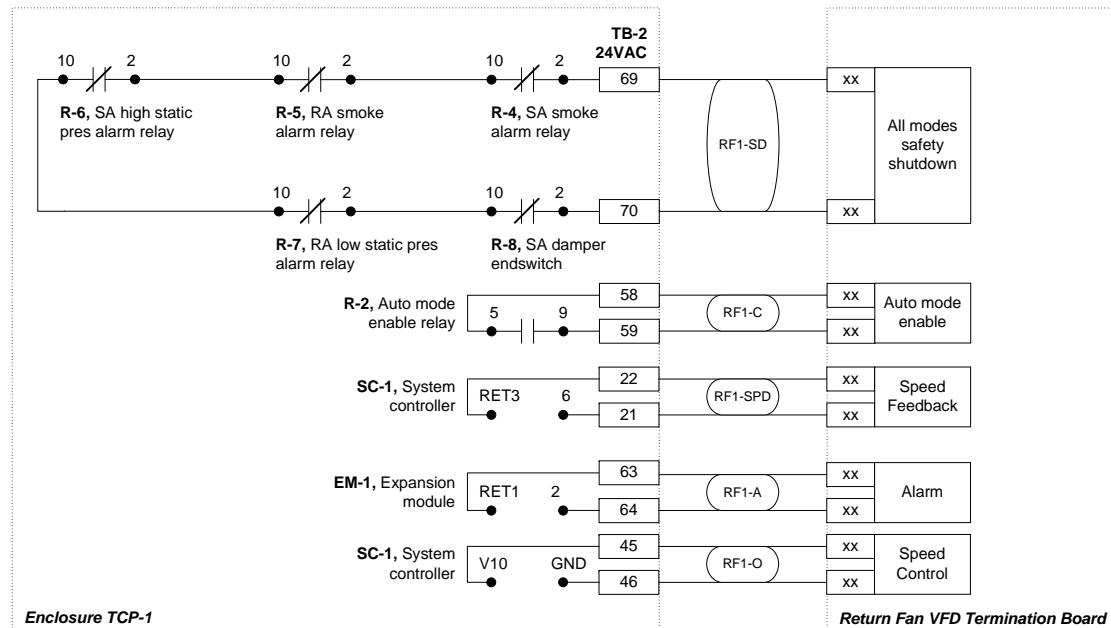 TB-2
24VAC
10 2 10 2 10 2 69 xx
R-6, SA high static
pres alarm relay
R-5, RA smoke
alarm relay
R-4, SA smoke
alarm relay
RF1-SD
All modes
safety
shutdown
10 2 10 2 70 xx
R-7, RA low static pres
alarm relay
R-8, SA damper
endswitch
R-2, Auto mode
enable relay
5 9
58
59
RF1-C
xx
xx
Auto mode
enable
SC-1, System
controller
RET3 6
22
21
RF1-SPD
xx
xx
Speed
Feedback
EM-1, Expansion
module
RET1 2
63
64
RF1-A
xx
xx
Alarm
SC-1, System
controller
V10 GND
45
46
RF1-O
xx
xx
Speed
Control
Enclosure TCP-1
Return Fan VFD Termination Board